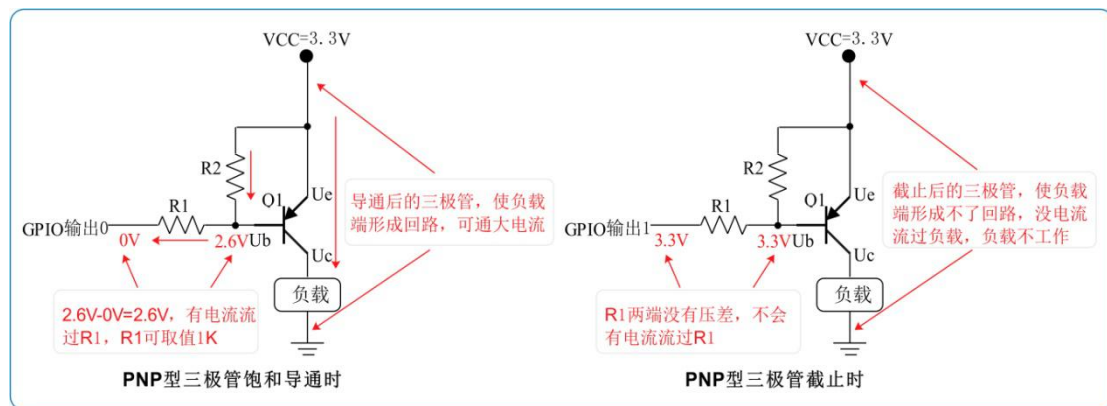 VCC=3.3V
R2
Q1
Ue
R1
GPIO输出0
0V
2.6V
Ub
Uc
导通后的三极管，使负载
端形成回路，可通大电流
负载
2.6V-0V=2.6V，有电流流
过R1，R1可取值1K
PNP型三极管饱和导通时
VCC=3.3V
R2
Q1
Ue
R1
GPIO输出1
3.3V
3.3V
Ub
Uc
截止后的三极管，使负载
端形成不了回路，没电流
流过负载，负载不工作
负载
R1两端没有压差，不会
有电流流过R1
PNP型三极管截止时